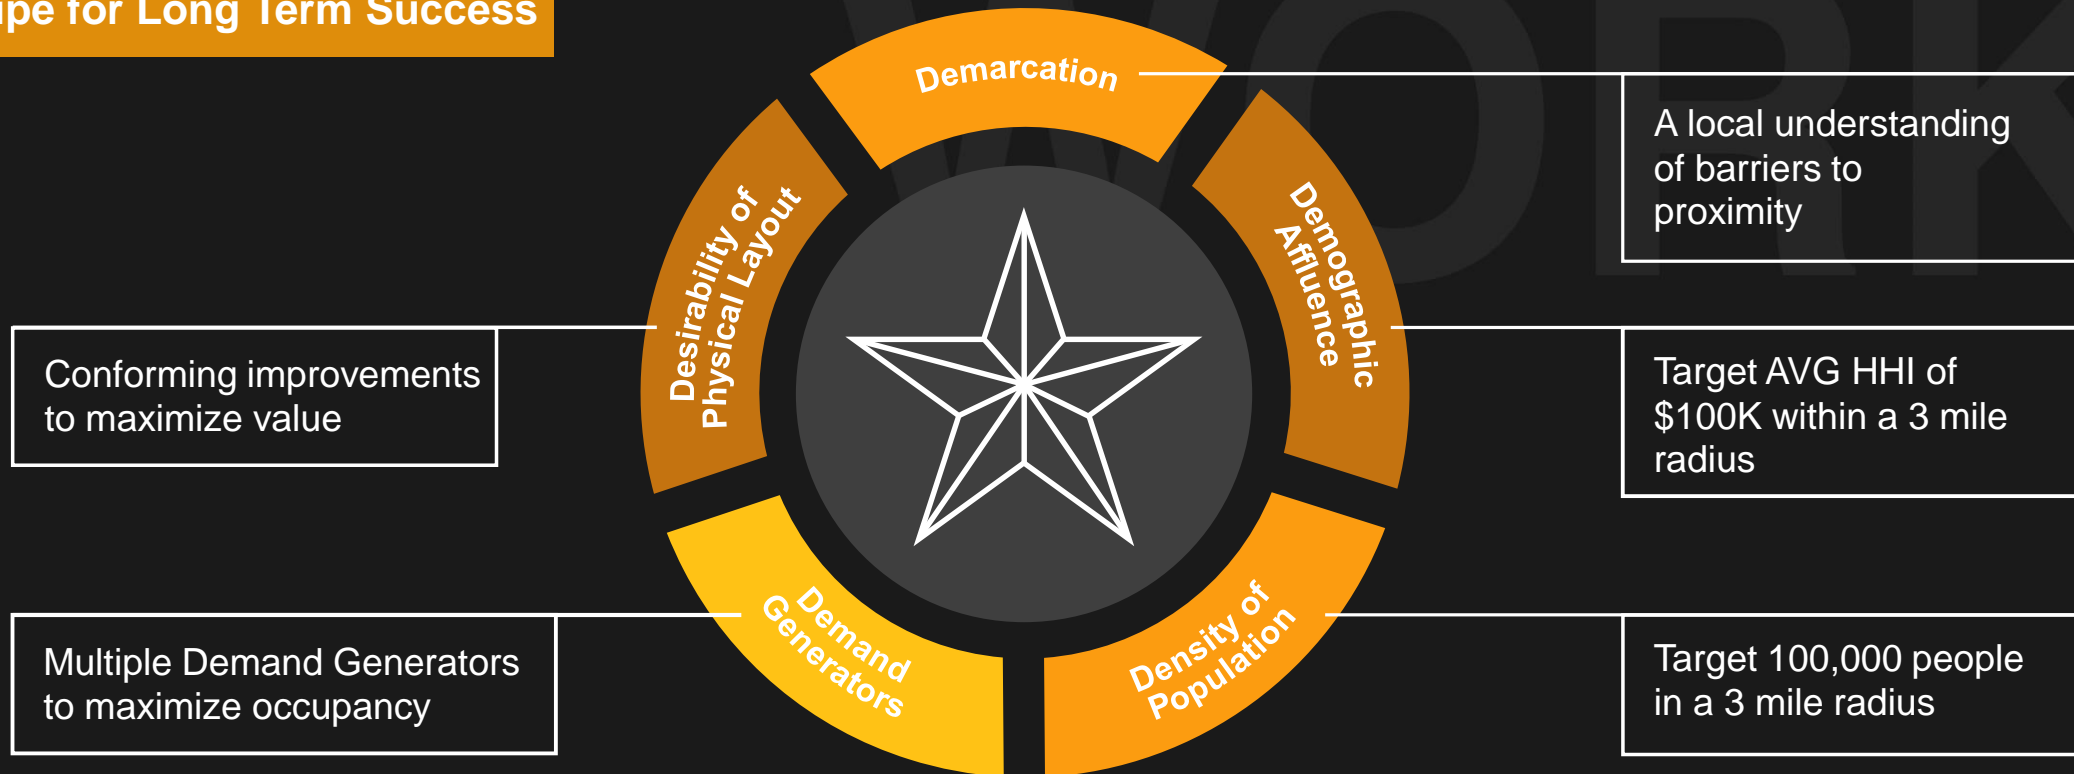 ipe for Long Term Success
Demarcation
A local understanding
of barriers to
proximity
Demographic
Affluence
Target AVG HHI of
$100K within a 3 mile
radius
Density of
Population
Target 100,000 people
in a 3 mile radius
Demand
Generators
Multiple Demand Generators
to maximize occupancy
Desirability of
Physical Layout
Conforming improvements
to maximize value
WORK